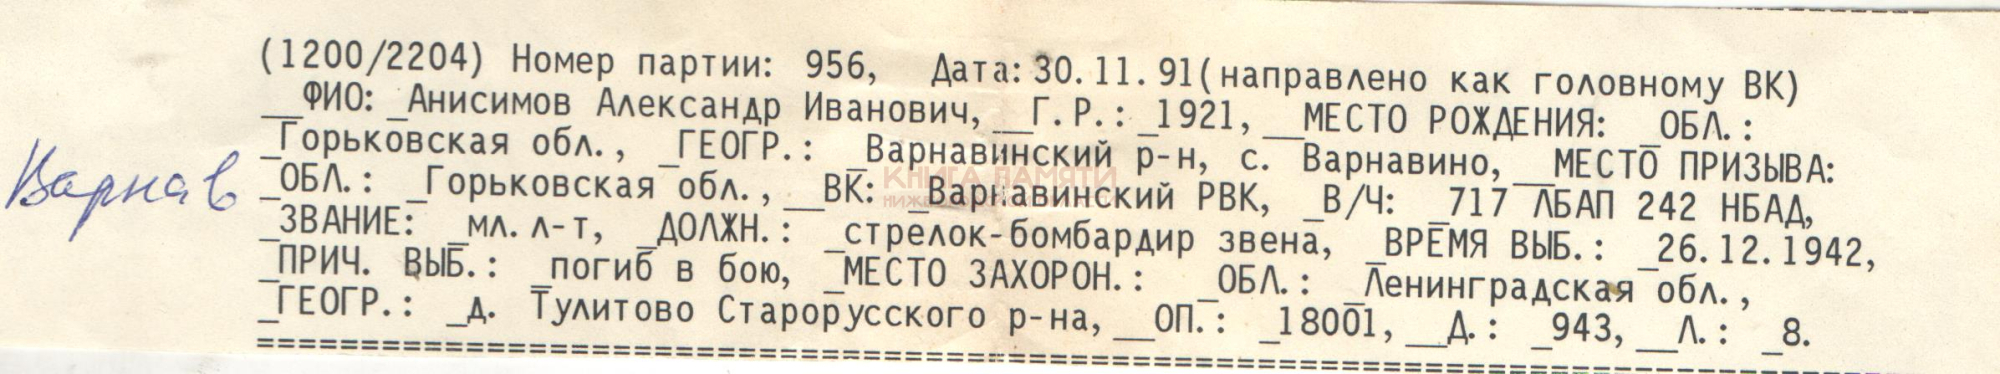 (1200/2204) Номер партии: 956, Дата: 30.11.91(направлено как головному ВК)
__ФИО: _Анисимов Александр Иванович, __Г.Р.: _1921, __МЕСТО РОЖДЕНИЯ: _ОБЛ.:
_Горьковская обл., _ГЕОГР.: _Варнавинский р-н, с. Варнавино, __МЕСТО ПРИЗЫВА:
Варнав
_ОБЛ.: _Горьковская обл., __ВК: _Варнавинский РВК, _В/Ч: _717 ЛБАП 242 НБАД,
КНИГА ПАМЯТИ
_ЗВАНИЕ: _мл.л-т, _ДОЛЖН.: _стрелок-бомбардир звена, _ВРЕМЯ ВЫБ.: _26.12.1942,
_ПРИЧ. ВЫБ.: _погиб в бою, _МЕСТО ЗАХОРОН.: _ОБЛ.: _Ленинградская обл.,
_ГЕОГР.: _д. Тулитово Старорусского р-на, __ОП.: _18001, __Д.: _943, __Л.: _8.